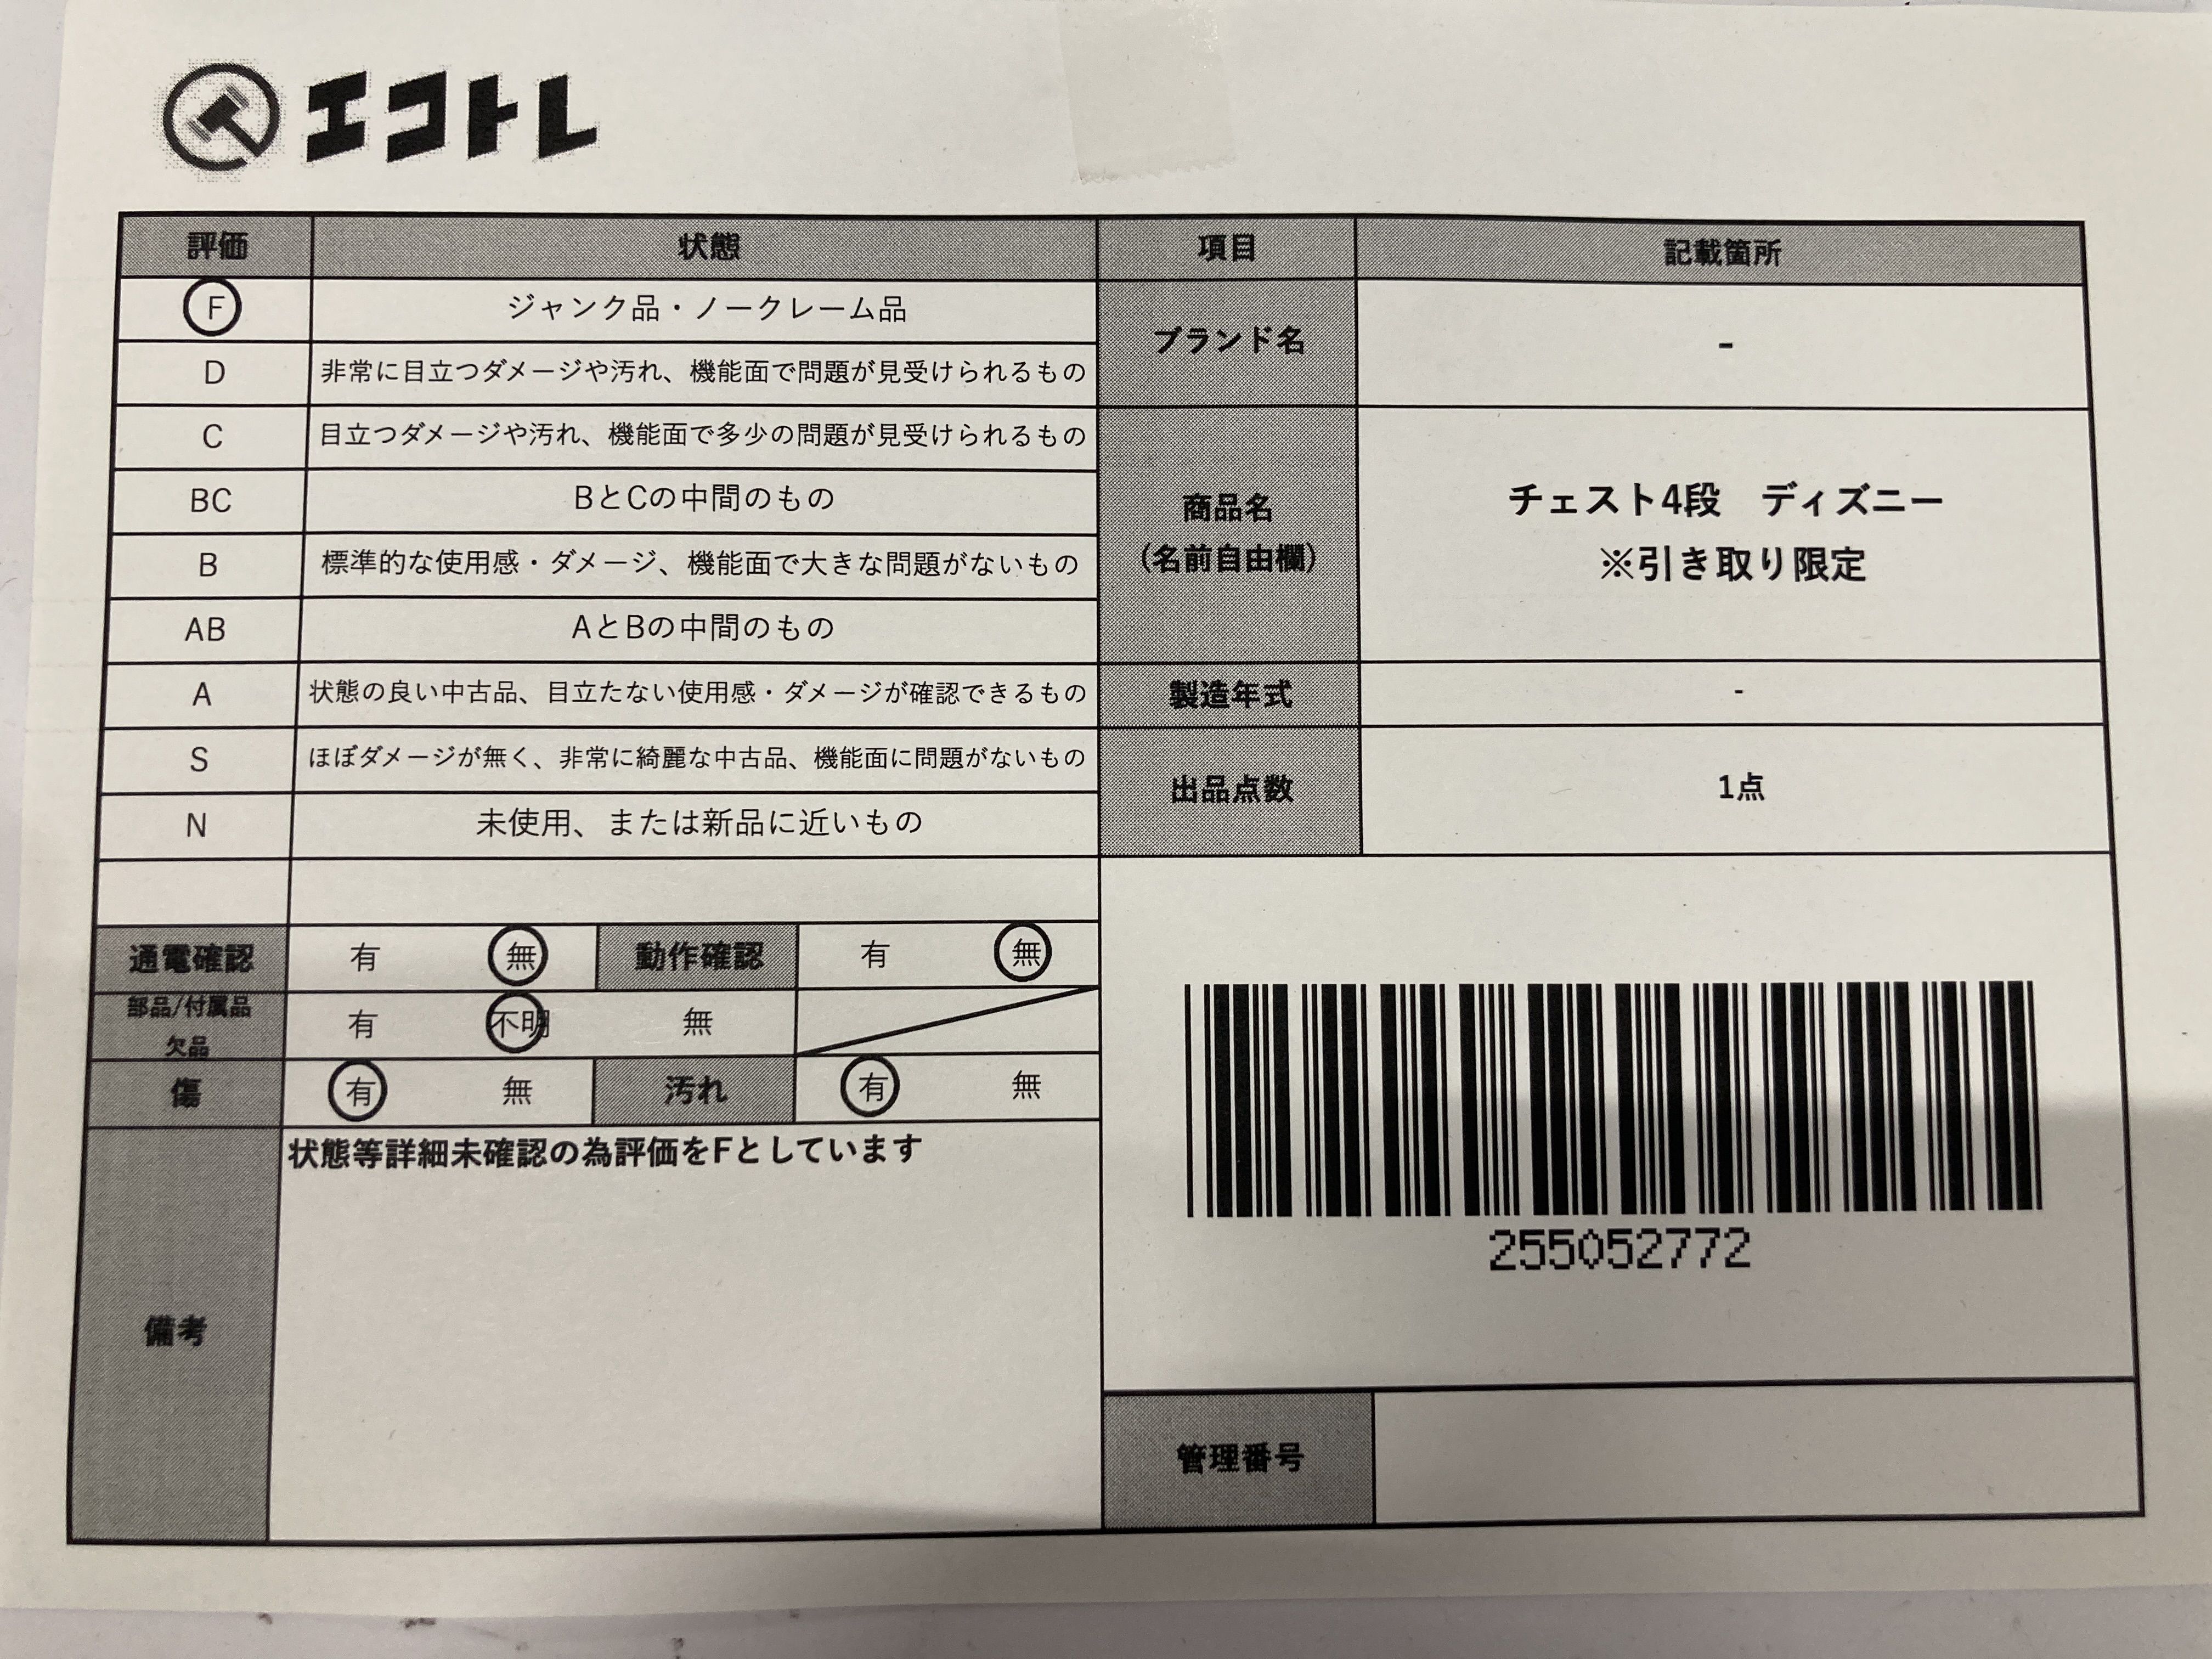 エコトレ
評価 状態 項目 記載箇所
F ジャンク品・ノークレーム品
ブランド名 -
D 非常に目立つダメージや汚れ、機能面で問題が見受けられるもの
C 目立つダメージや汚れ、機能面で多少の問題が見受けられるもの
BC BとCの中間のもの
商品名
(名前自由欄)
チェスト4段 ディズニー
※引き取り限定
B 標準的な使用感・ダメージ、機能面で大きな問題がないもの
AB AとBの中間のもの
A 状態の良い中古品、目立たない使用感・ダメージが確認できるもの
製造年式 -
S ほぼダメージが無く、非常に綺麗な中古品、機能面に問題がないもの
出品点数 1点
N 未使用、または新品に近いもの
通電確認 有 無 動作確認 有 無
部品/付属品
欠品
有 不明 無
傷 有 無 汚れ 有 無
備考
状態等詳細未確認の為評価をFとしています
255052772
管理番号